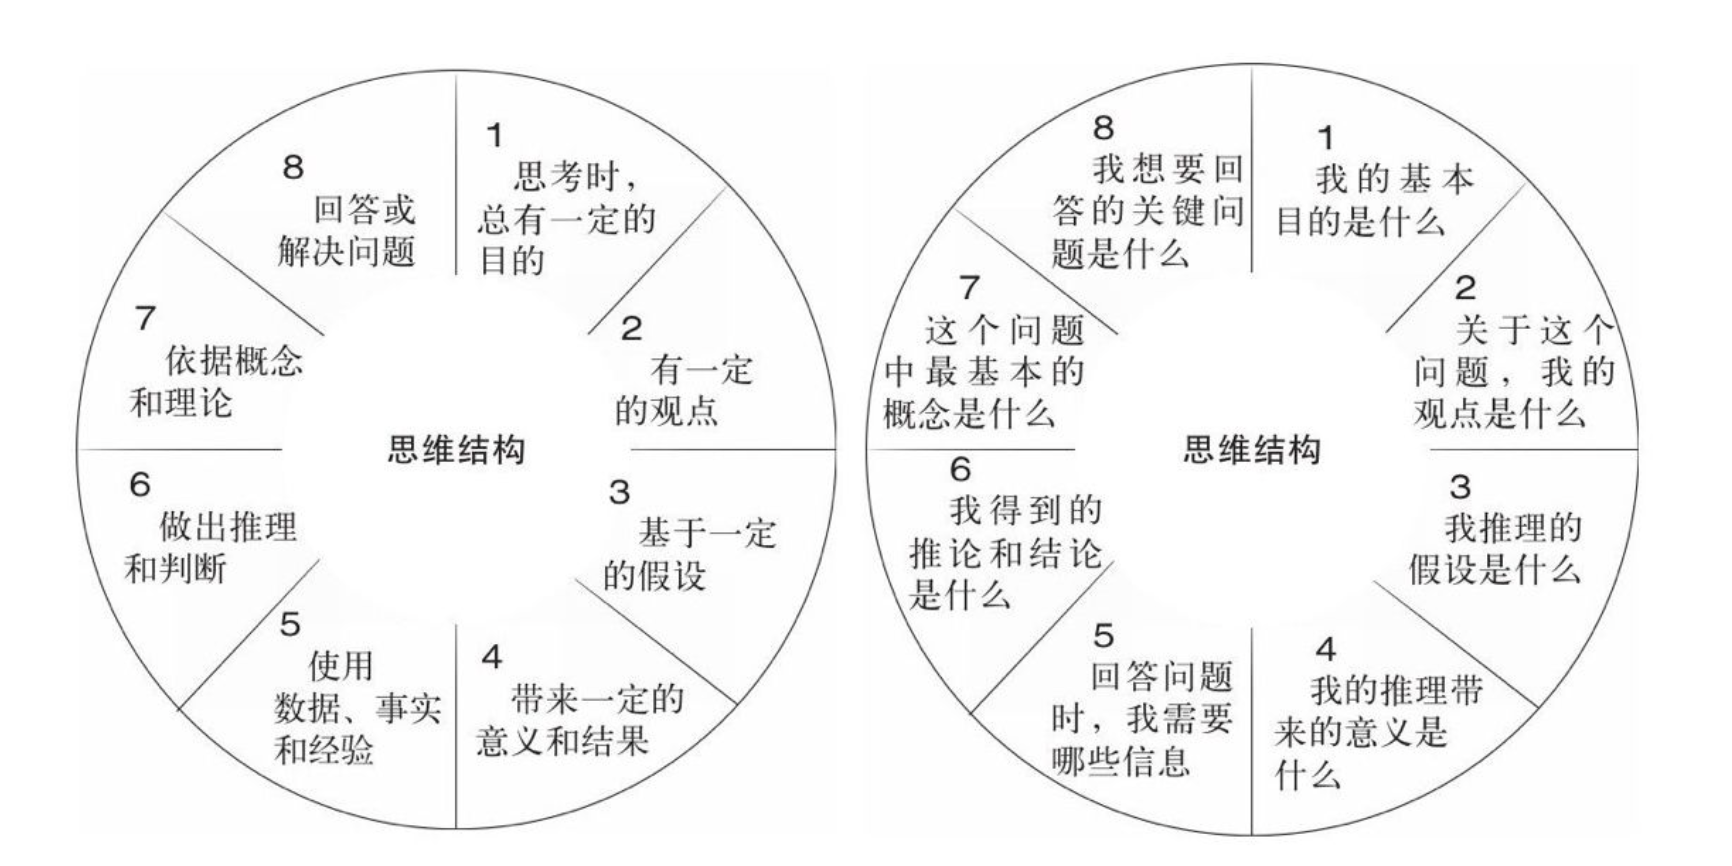 1
思考时，
总有一定的
目的
2
有一定
的观点
3
基于一定
的假设
4
带来一定的
意义和结果
5
使用
数据、事实
和经验
6
做出推理
和判断
7
依据概念
和理论
8
回答或
解决问题
思维结构
1
我的基本
目的是什么
2
关于这个
问题，我的
观点是什么
3
我推理的
假设是什么
4
我的推理带
来的意义是
什么
5
回答问题
时，我需要
哪些信息
6
我得到的
推论和结论
是什么
7
这个问题
中最基本的
概念是什么
8
我想要回
答的关键问
题是什么
思维结构